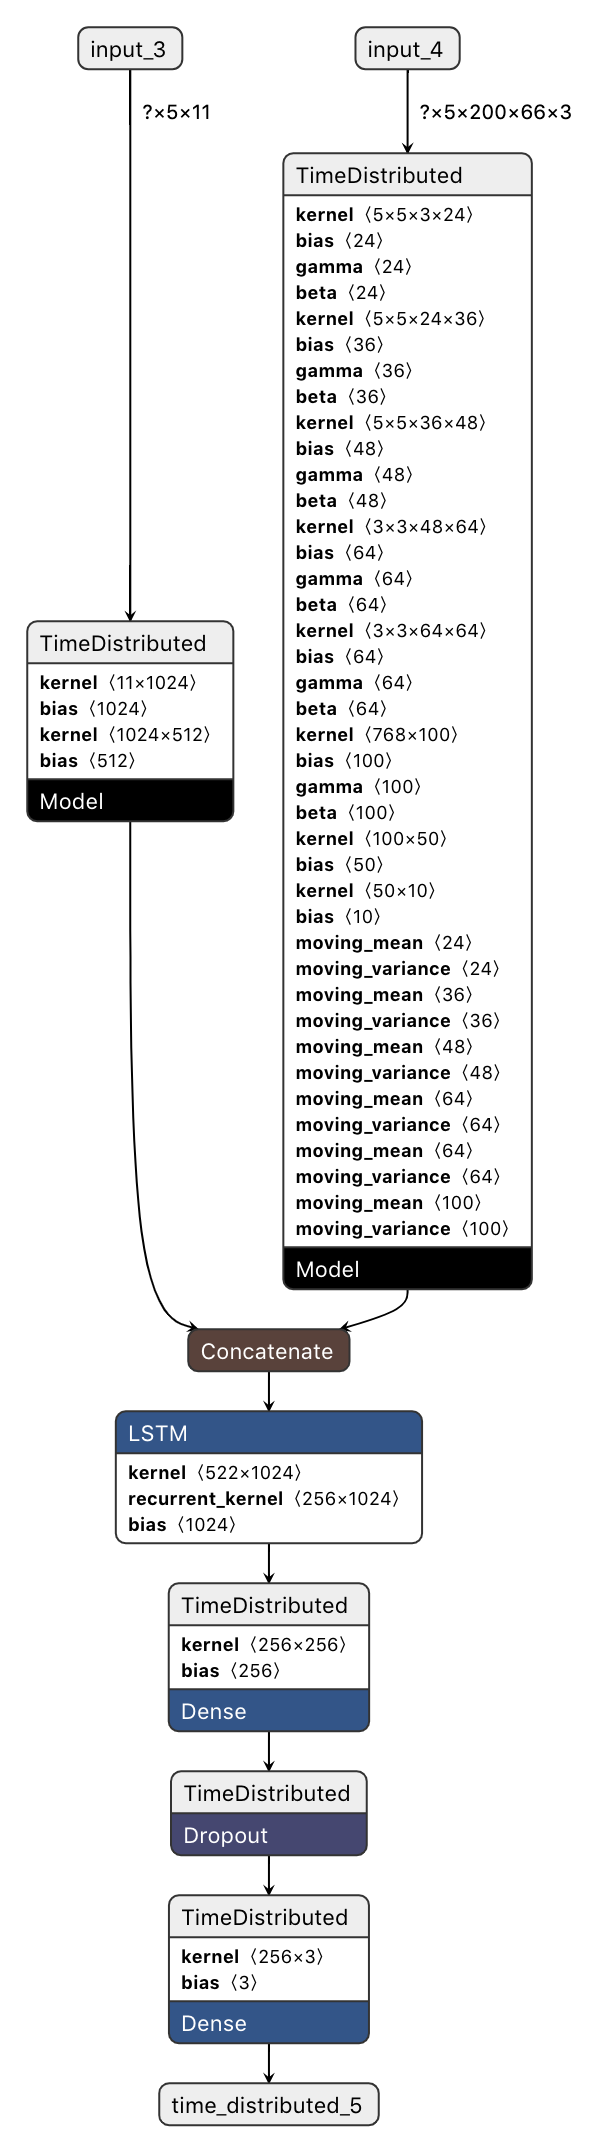 input_3
input_4
?×5×11
?×5×200×66×3
TimeDistributed
kernel〈5×5×3×24〉
bias〈24〉
gamma〈24〉
beta〈24〉
kernel〈5×5×24×36〉
bias〈36〉
gamma〈36〉
beta〈36〉
kernel〈5×5×36×48〉
bias〈48〉
gamma〈48〉
beta〈48〉
kernel〈3×3×48×64〉
bias〈64〉
gamma〈64〉
beta〈64〉
kernel〈3×3×64×64〉
bias〈64〉
gamma〈64〉
beta〈64〉
kernel〈768×100〉
bias〈100〉
gamma〈100〉
beta〈100〉
kernel〈100×50〉
bias〈50〉
kernel〈50×10〉
bias〈10〉
moving_mean〈24〉
moving_variance〈24〉
moving_mean〈36〉
moving_variance〈36〉
moving_mean〈48〉
moving_variance〈48〉
moving_mean〈64〉
moving_variance〈64〉
moving_mean〈64〉
moving_variance〈64〉
moving_mean〈100〉
moving_variance〈100〉
Model
TimeDistributed
kernel〈11×1024〉
bias〈1024〉
kernel〈1024×512〉
bias〈512〉
Model
Concatenate
LSTM
kernel〈522×1024〉
recurrent_kernel〈256×1024〉
bias〈1024〉
TimeDistributed
kernel〈256×256〉
bias〈256〉
Dense
TimeDistributed
Dropout
TimeDistributed
kernel〈256×3〉
bias〈3〉
Dense
time_distributed_5